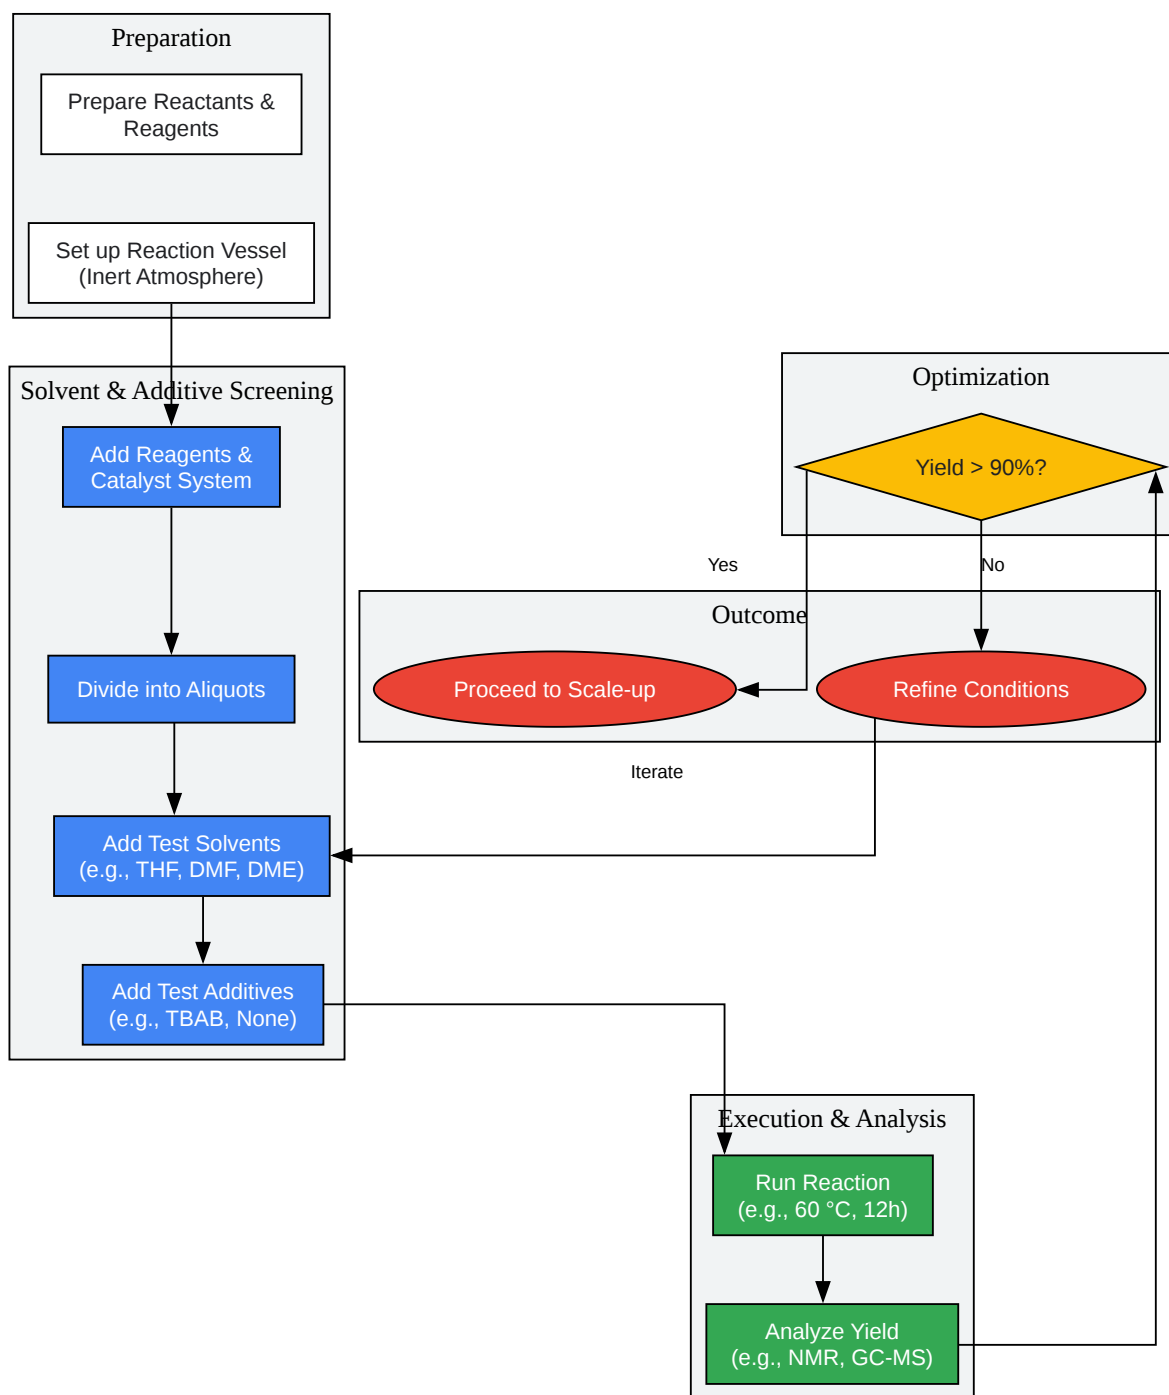 Preparation
Prepare Reactants &
Reagents
Set up Reaction Vessel
(Inert Atmosphere)
Solvent & Additive Screening
Add Reagents &
Catalyst System
Divide into Aliquots
Add Test Solvents
(e.g., THF, DMF, DME)
Add Test Additives
(e.g., TBAB, None)
Optimization
Yield > 90%?
Yes
No
Outcome
Proceed to Scale-up
Refine Conditions
Iterate
Execution & Analysis
Run Reaction
(e.g., 60 °C, 12h)
Analyze Yield
(e.g., NMR, GC-MS)